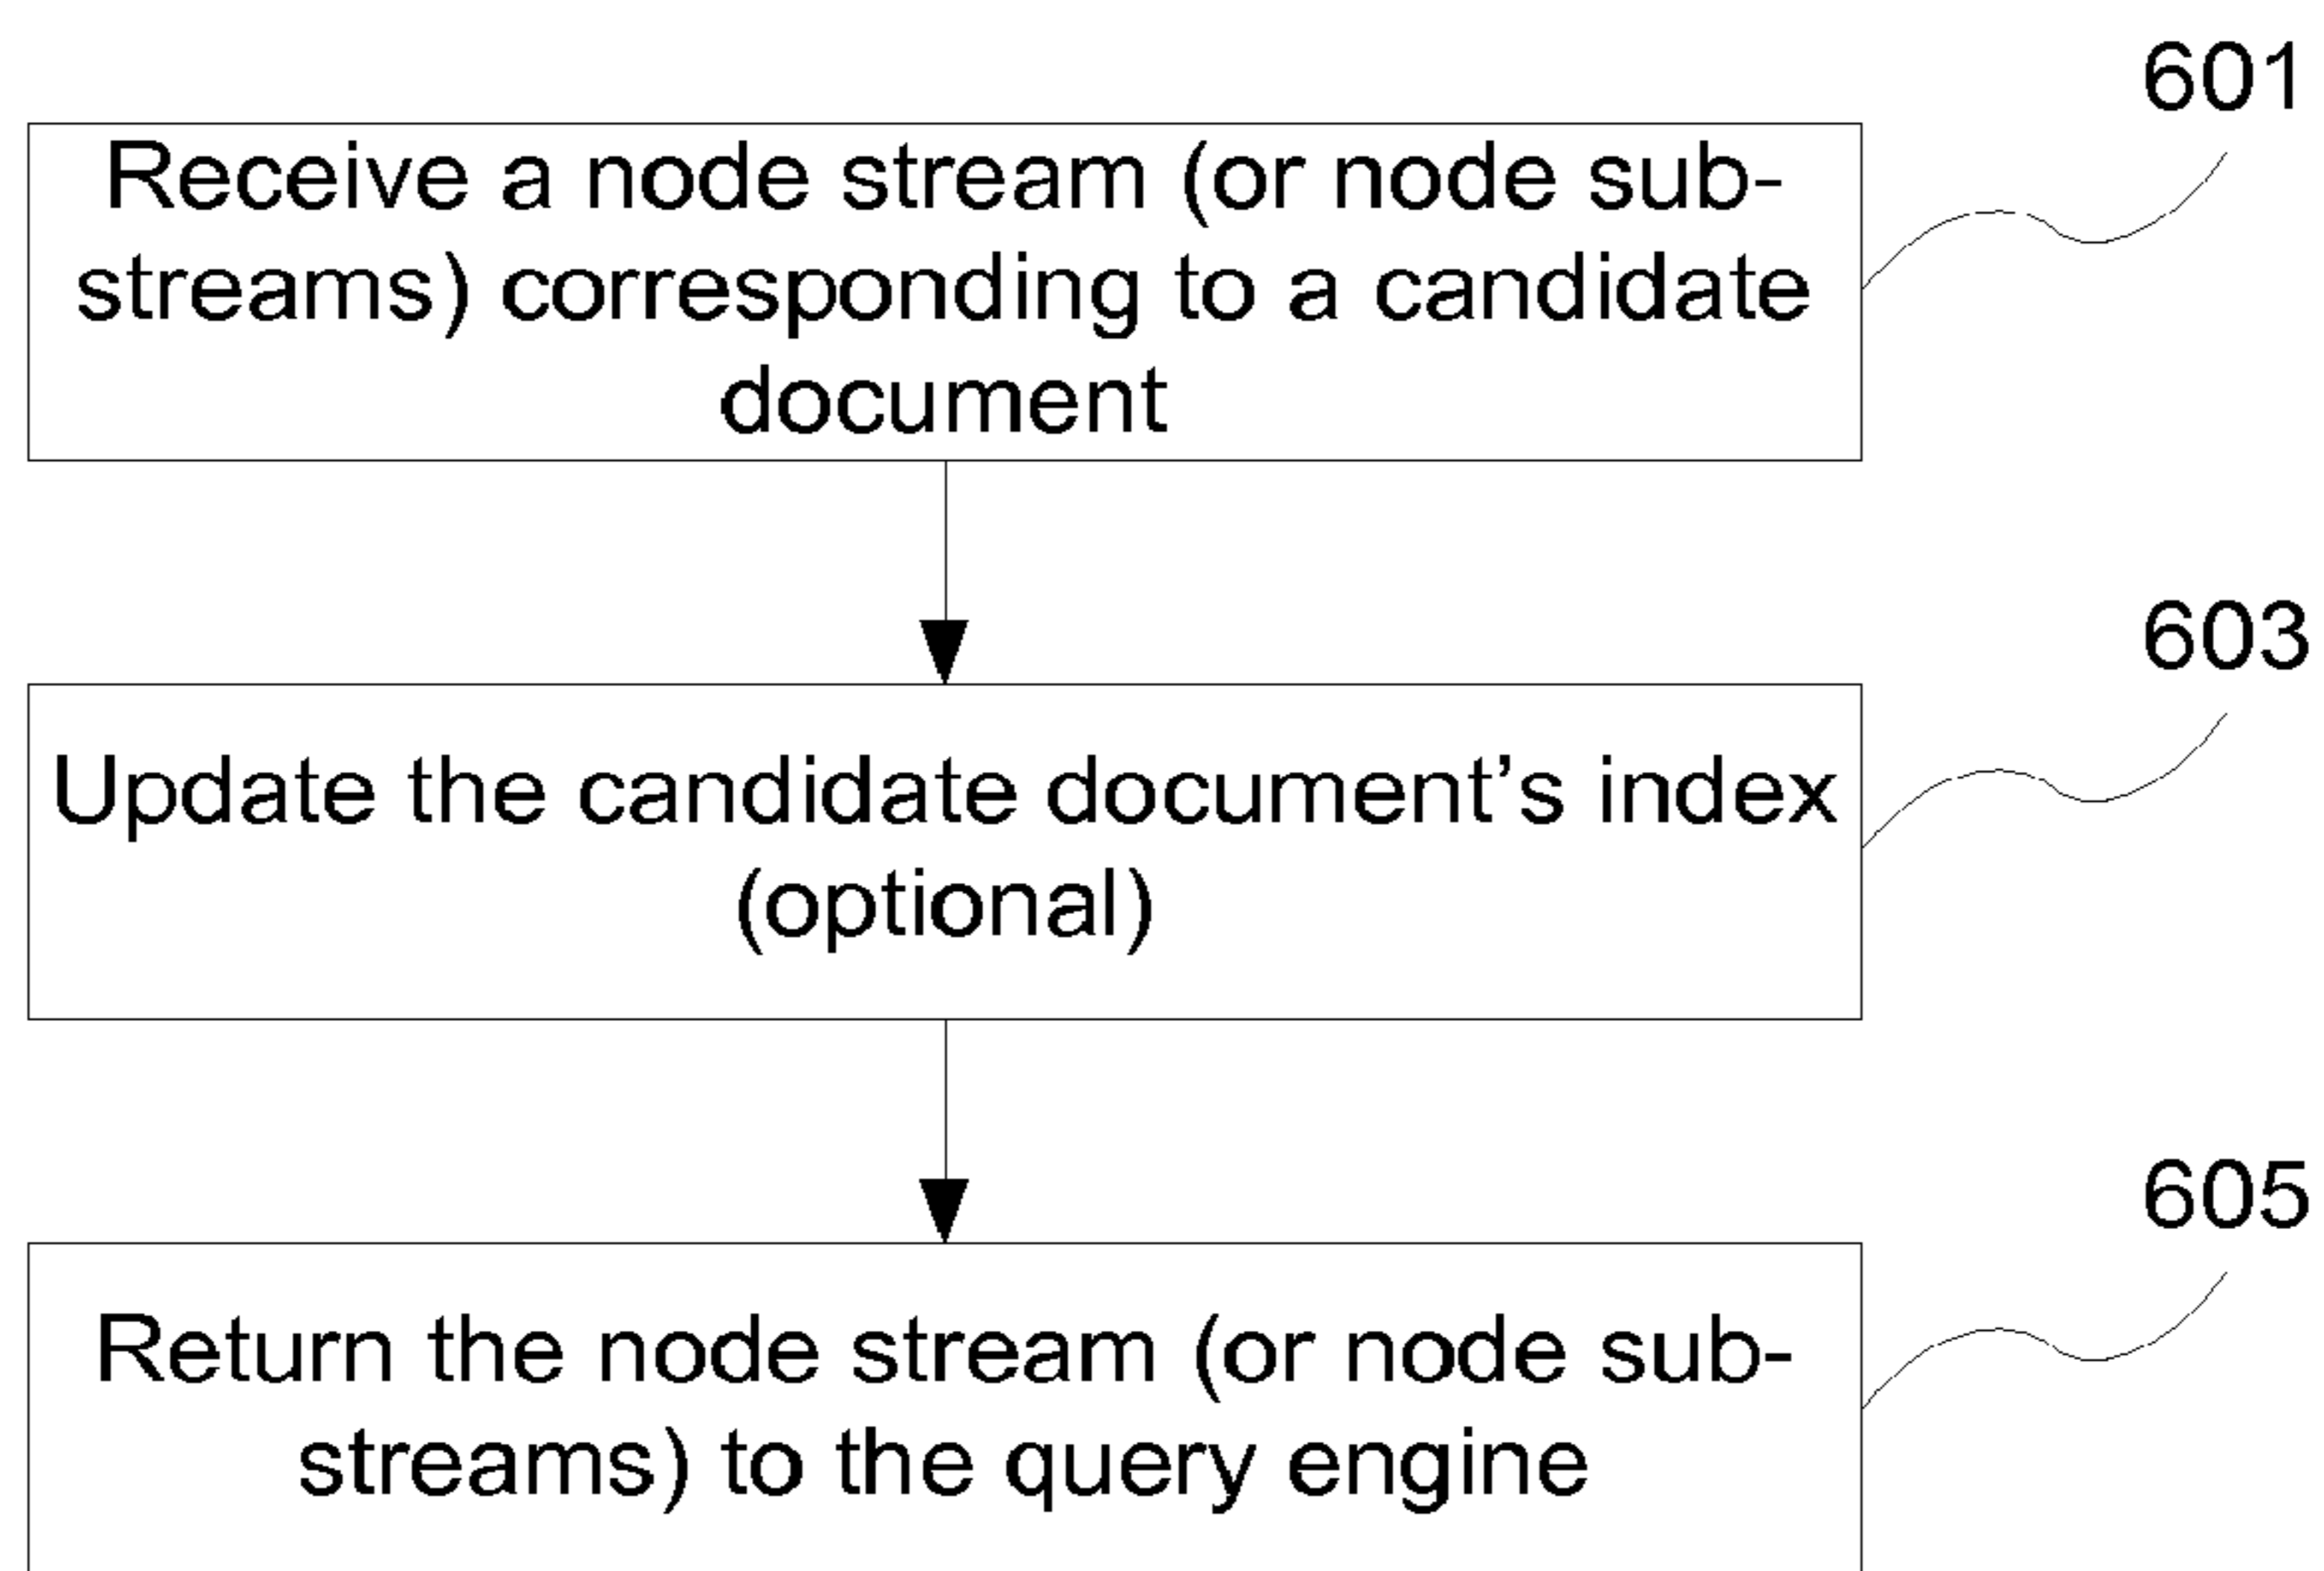 601
Receive a node stream (or node sub-
streams) corresponding to a candidate
document
603
Update the candidate document’s index
(optional)
605
Return the node stream (or node sub-
streams) to the query engine